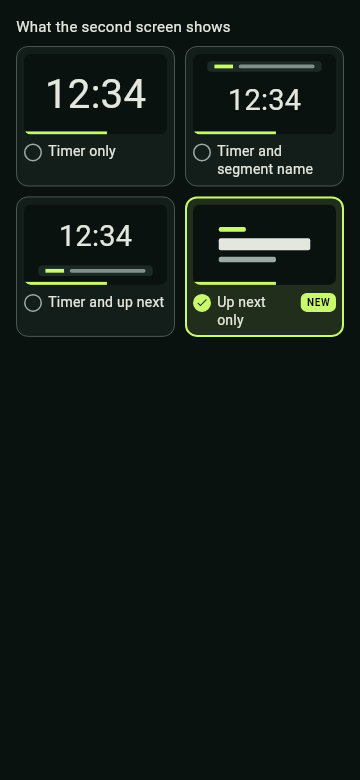 What the second screen shows
12:34
Timer only
12:34
Timer and
segment name
12:34
Timer and up next
Up next
only
NEW